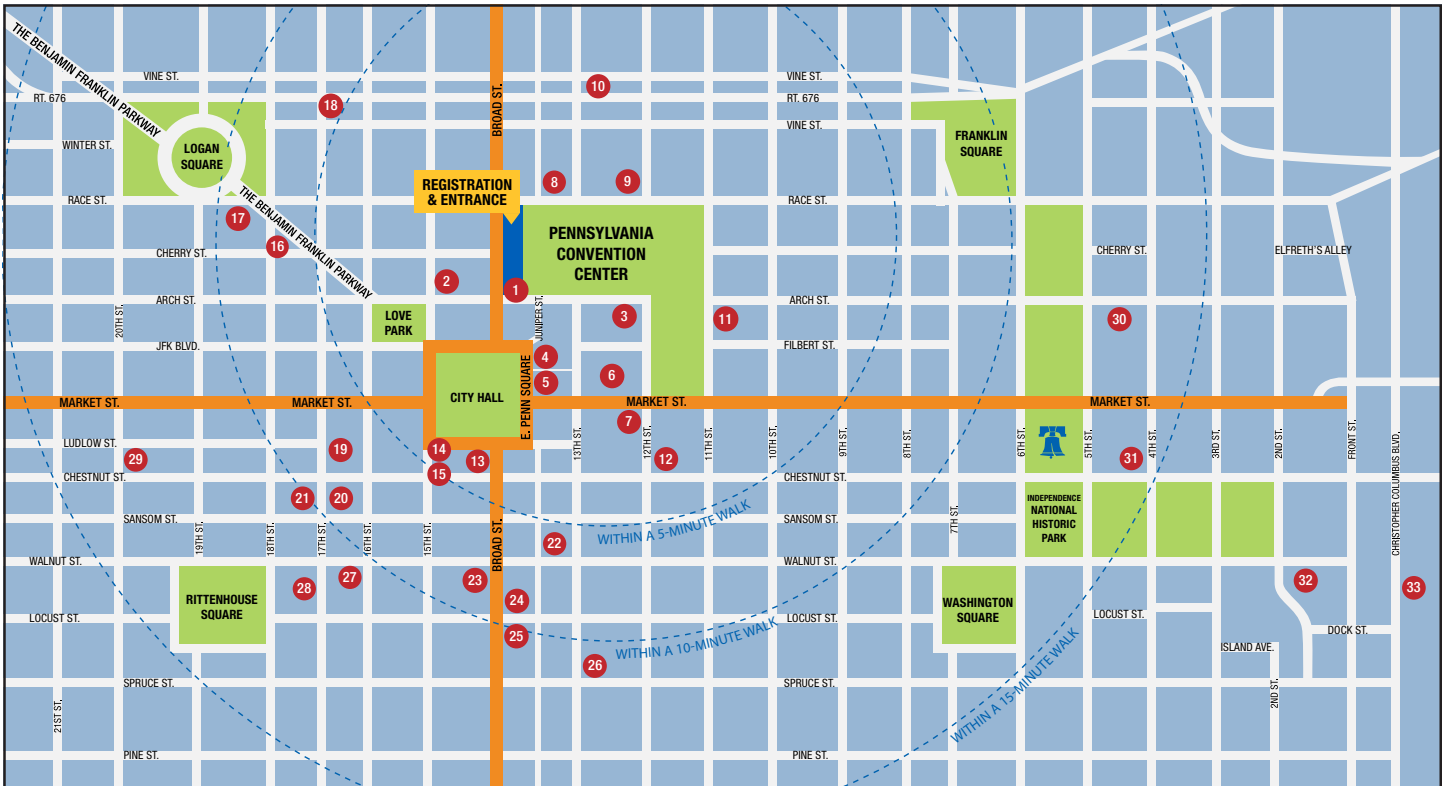 THE BENJAMIN FRANKLIN PARKWAY
VINE ST.
VINE ST.
10
RT. 676
RT. 676
18
BROAD ST.
VINE ST.
WINTER ST.
LOGAN
SQUARE
FRANKLIN
SQUARE
REGISTRATION
& ENTRANCE
8
9
RACE ST.
RACE ST.
THE BENJAMIN FRANKLIN PARKWAY
17
16
PENNSYLVANIA
CONVENTION
CENTER
CHERRY ST.
CHERRY ST.
ELFRETH'S ALLEY
2
1
ARCH ST.
ARCH ST.
20TH ST.
LOVE
PARK
JUNIPER ST.
3
11
30
JFK BLVD.
FILBERT ST.
4
5
6
CITY HALL
E. PENN SQUARE
MARKET ST.
MARKET ST.
MARKET ST.
MARKET ST.
7
LUDLOW ST.
29
19
14
13
15
13TH ST.
12TH ST.
12
11TH ST.
10TH ST.
9TH ST.
8TH ST.
6TH ST.
5TH ST.
31
4TH ST.
3RD ST.
2ND ST.
FRONT ST.
CHRISTOPHER COLUMBUS BLVD.
CHESTNUT ST.
CHESTNUT ST.
21
20
INDEPENDENCE
NATIONAL
HISTORIC
PARK
SANSOM ST.
SANSOM ST.
WITHIN A 5-MINUTE WALK
19TH ST.
18TH ST.
17TH ST.
16TH ST.
15TH ST.
BROAD ST.
22
7TH ST.
WALNUT ST.
WALNUT ST.
28
27
23
24
32
33
RITTENHOUSE
SQUARE
WASHINGTON
SQUARE
LOCUST ST.
LOCUST ST.
LOCUST ST.
25
DOCK ST.
WITHIN A 10-MINUTE WALK
26
ISLAND AVE.
WITHIN A 15-MINUTE WALK
SPRUCE ST.
SPRUCE ST.
21ST ST.
2ND ST.
PINE ST.
PINE ST.